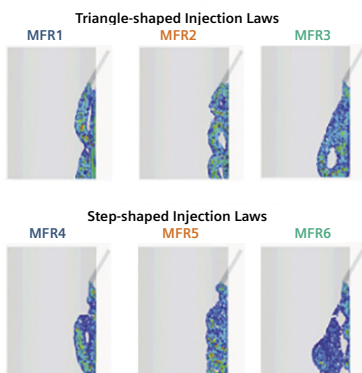 Triangle-shaped Injection Laws
MFR1 MFR2 MFR3
Step-shaped Injection Laws
MFR4 MFR5 MFR6